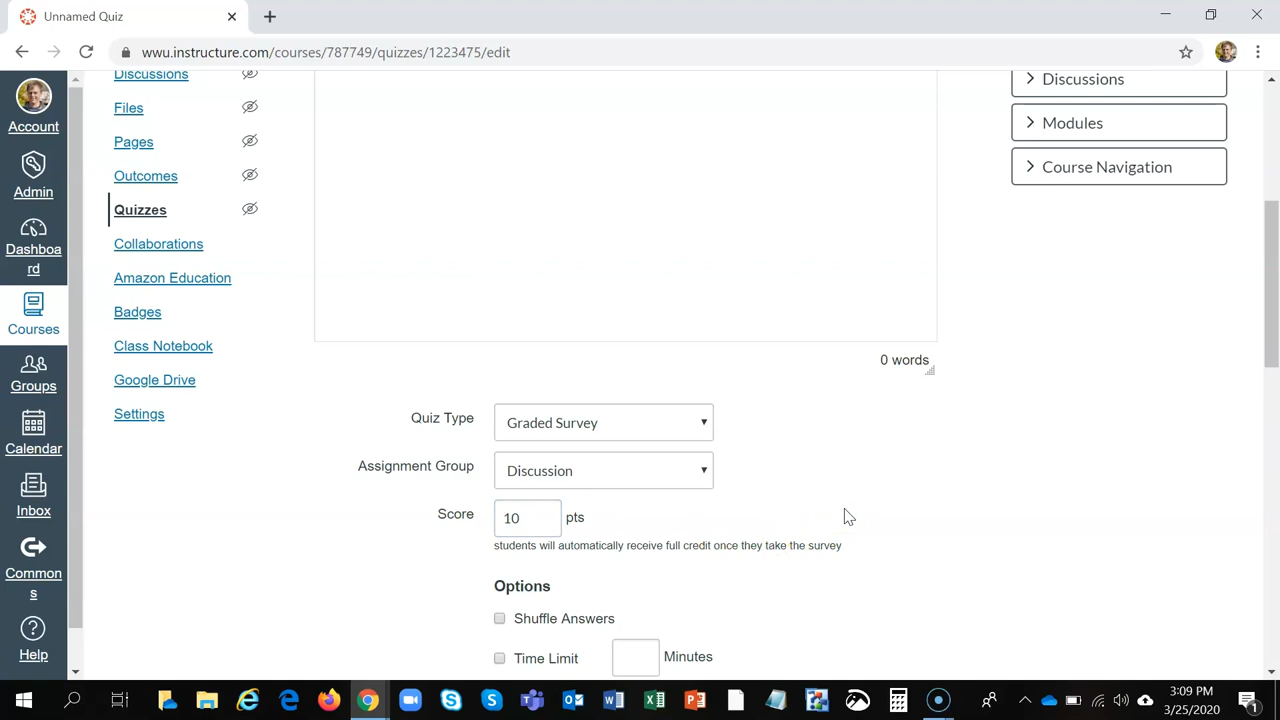 Unnamed Quiz
wwu.instructure.com/courses/787749/quizzes/1223475/edit
Account
Admin
Dashboa
rd
Courses
Groups
Calendar
Inbox
Common
s
Help
Discussions
Files
Pages
Outcomes
Quizzes
Collaborations
Amazon Education
Badges
Class Notebook
Google Drive
Settings
0 words
Quiz Type
Graded Survey
Assignment Group
Discussion
Score
10
pts
students will automatically receive full credit once they take the survey
Options
Shuffle Answers
Time Limit
Minutes
Discussions
Modules
Course Navigation
3:09 PM
3/25/2020
1